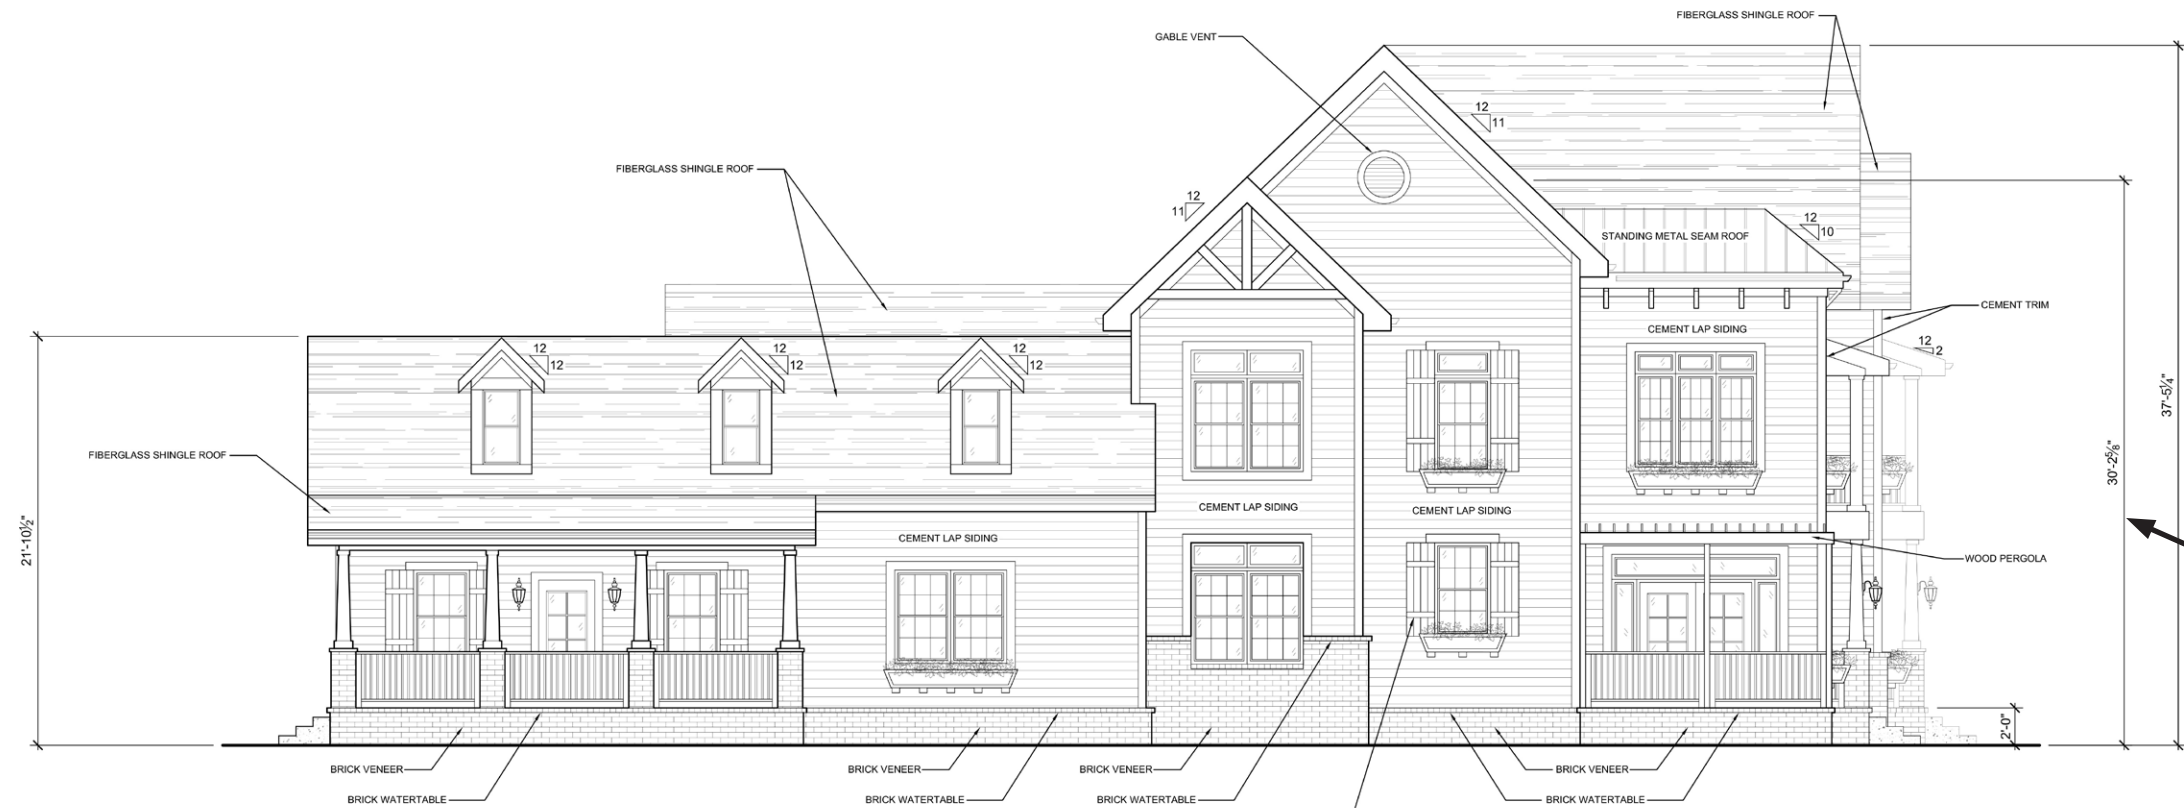 FIBERGLASS SHINGLE ROOF
GABLE VENT
12
11
FIBERGLASS SHINGLE ROOF
12
11
12
10
STANDING METAL SEAM ROOF
CEMENT TRIM
CEMENT LAP SIDING
12
12
12
12
12
12
12
2
37'-5¼"
FIBERGLASS SHINGLE ROOF
30'-2⅝"
CEMENT LAP SIDING
CEMENT LAP SIDING
21'-10½"
CEMENT LAP SIDING
WOOD PERGOLA
2'-0"
BRICK VENEER
BRICK VENEER
BRICK VENEER
BRICK VENEER
BRICK WATERTABLE
BRICK WATERTABLE
BRICK WATERTABLE
BRICK WATERTABLE